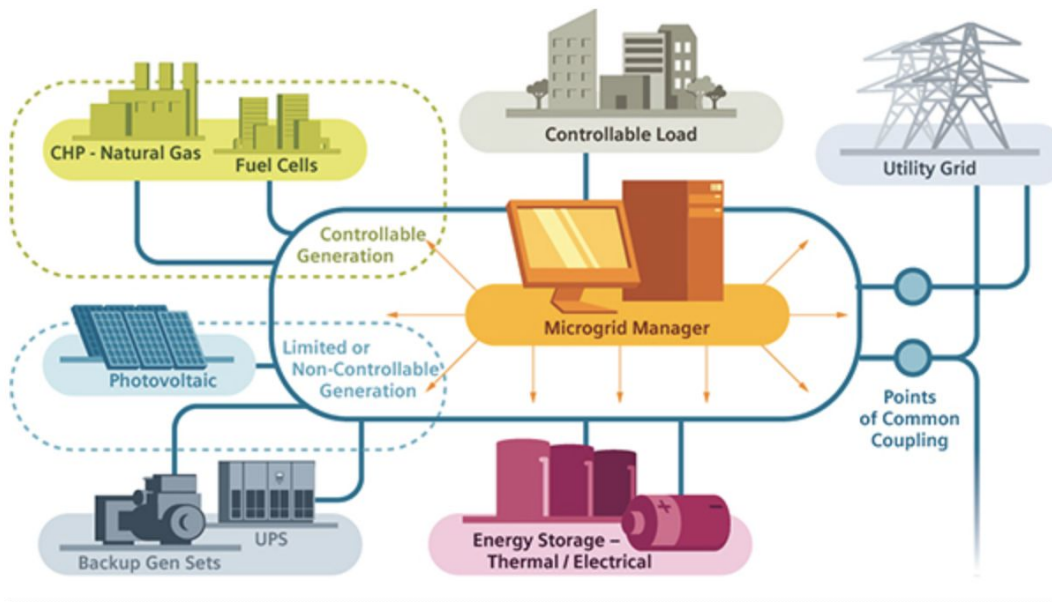 CHP - Natural Gas
Fuel Cells
Controllable
Generation
Controllable Load
Utility Grid
Microgrid Manager
Photovoltaic
Limited or
Non-Controllable
Generation
Points
of Common
Coupling
Backup Gen Sets
UPS
Energy Storage –
Thermal / Electrical
+
−